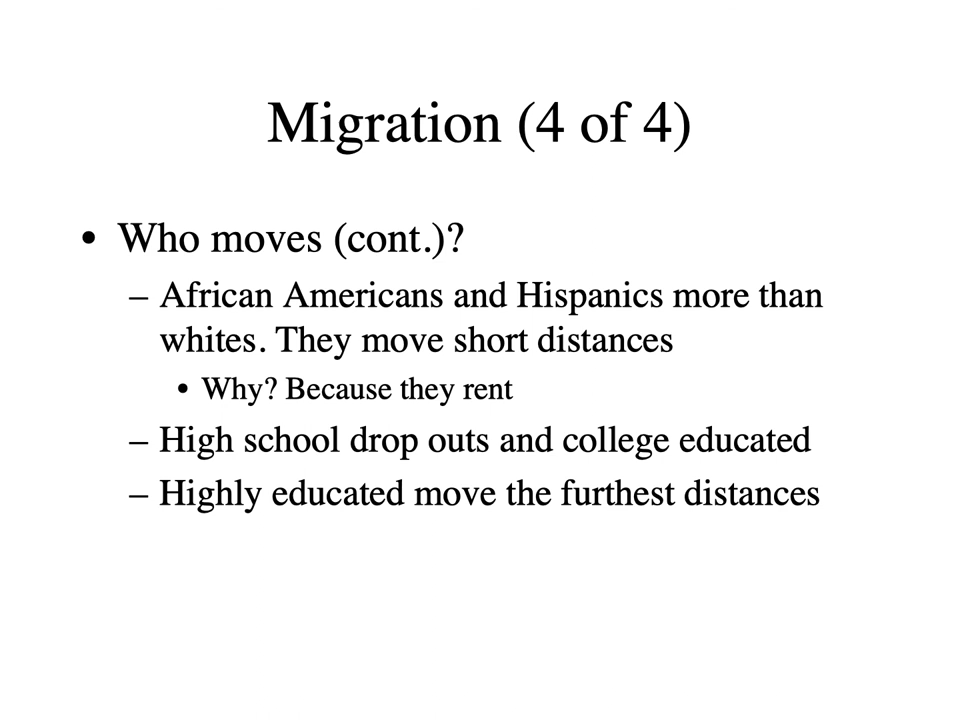 Migration (4 of 4)
• Who moves (cont.)?
– African Americans and Hispanics more than
whites. They move short distances
• Why? Because they rent
– High school drop outs and college educated
– Highly educated move the furthest distances